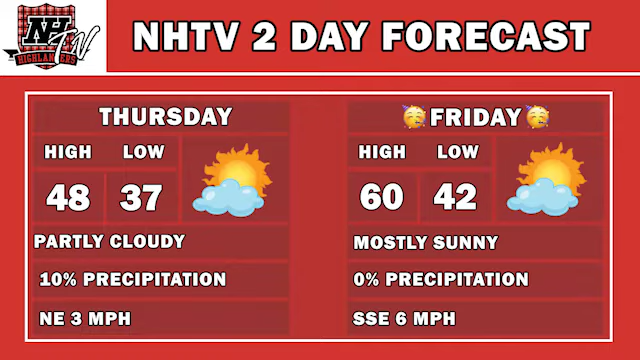 NH
TV
HIGHLANDERS
NHTV 2 DAY FORECAST
THURSDAY
HIGH LOW
48 37
PARTLY CLOUDY
10% PRECIPITATION
NE 3 MPH
🥳FRIDAY🥳
HIGH LOW
60 42
MOSTLY SUNNY
0% PRECIPITATION
SSE 6 MPH